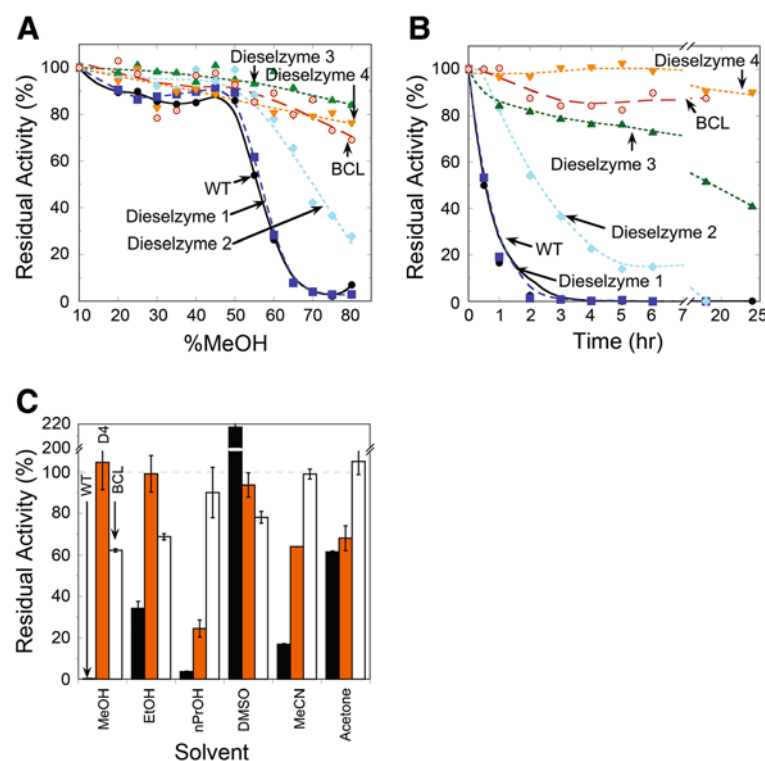 A
Residual Activity (%)
120
100
80
60
40
20
0
10 20 30 40 50 60 70 80
%MeOH
Dieselzyme 3
Dieselzyme 4
BCL
WT
Dieselzyme 1
Dieselzyme 2
B
Residual Activity (%)
100
80
60
40
20
0
0 1 2 3 4 5 6 7 25
Time (hr)
Dieselzyme 4
BCL
Dieselzyme 3
Dieselzyme 2
WT
Dieselzyme 1
C
Residual Activity (%)
220
200
100
80
60
40
20
0
WT
D4
BCL
MeOH
EtOH
nPrOH
DMSO
MeCN
Acetone
Solvent